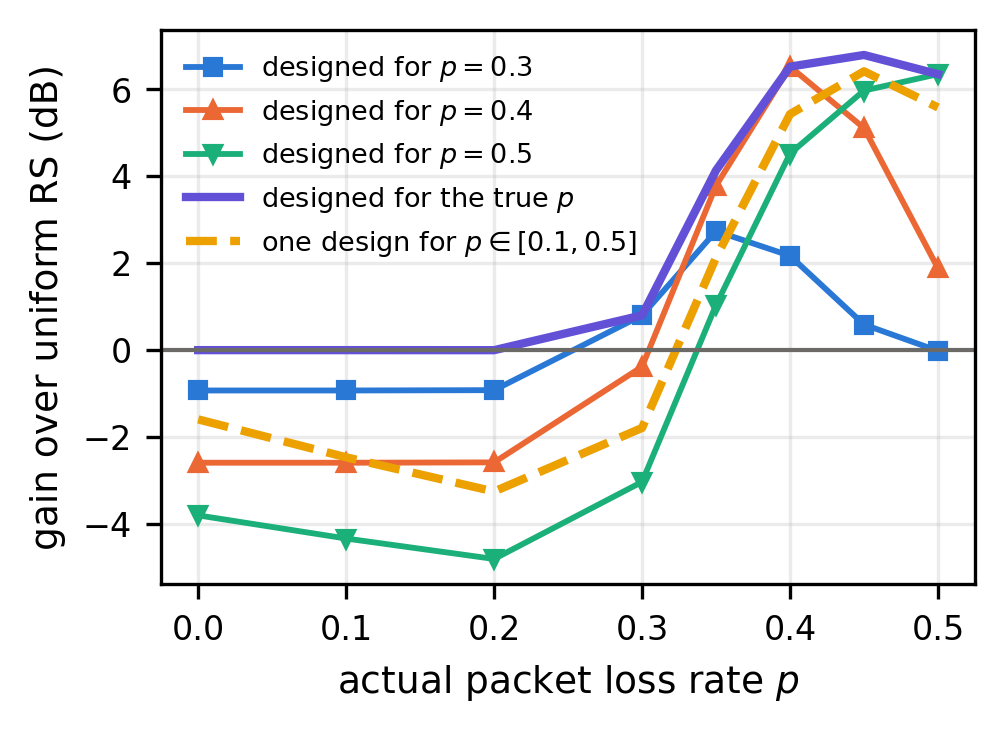 gain over uniform RS (dB)
6
4
2
0
−2
−4
designed for p = 0.3
designed for p = 0.4
designed for p = 0.5
designed for the true p
one design for p ∈ [0.1, 0.5]
0.0 0.1 0.2 0.3 0.4 0.5
actual packet loss rate p